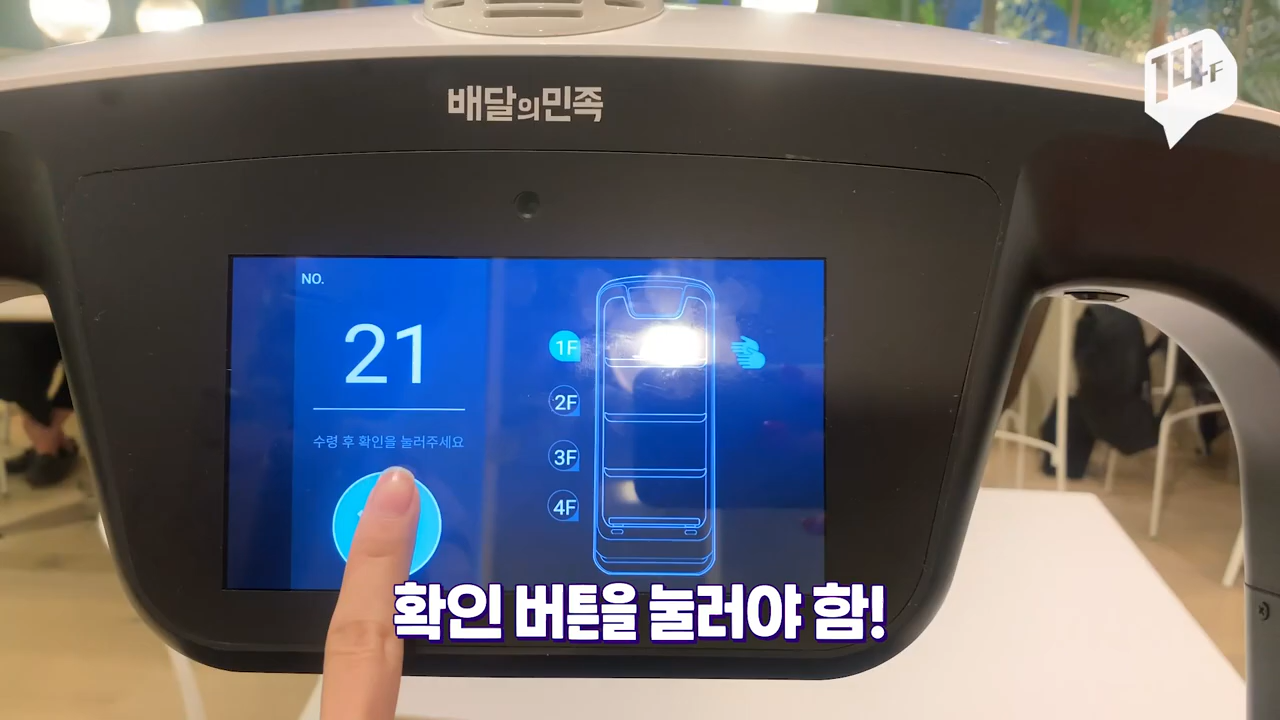 배달의민족
14F
NO.
21
수령 후 확인을 눌러주세요
1F
2F
3F
4F
확인 버튼을 눌러야 함!